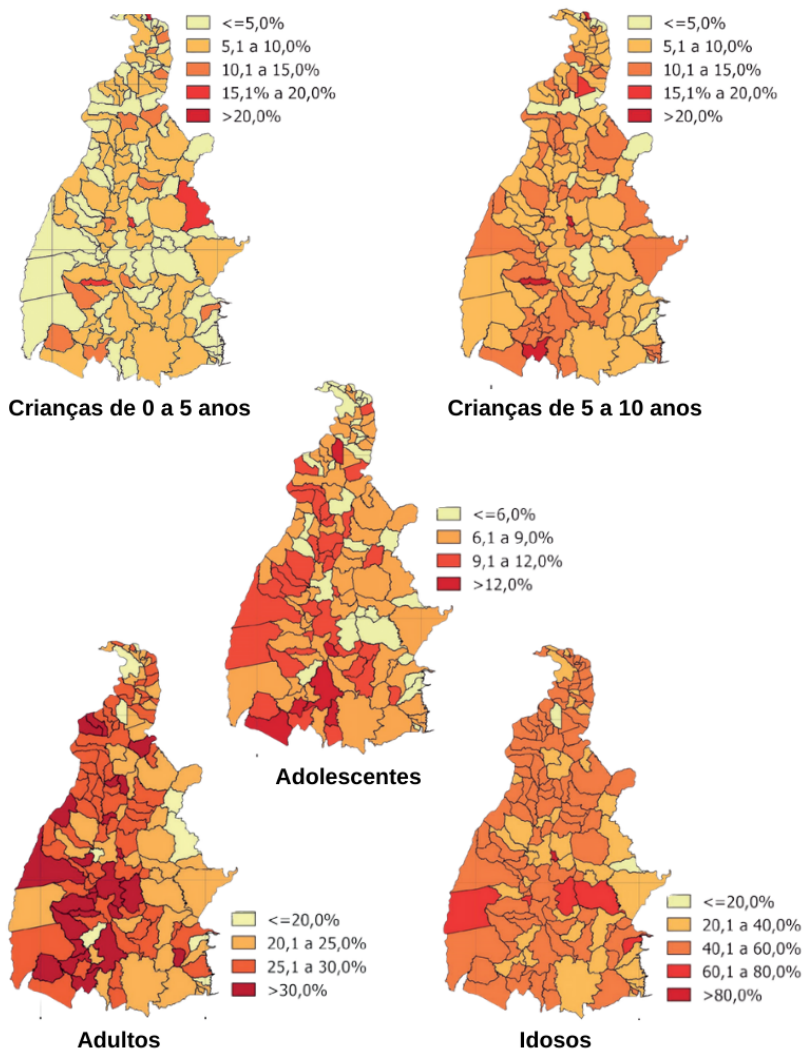 <=5,0%
5,1 a 10,0%
10,1 a 15,0%
15,1% a 20,0%
>20,0%
Crianças de 0 a 5 anos
<=5,0%
5,1 a 10,0%
10,1 a 15,0%
15,1% a 20,0%
>20,0%
Crianças de 5 a 10 anos
<=6,0%
6,1 a 9,0%
9,1 a 12,0%
>12,0%
Adolescentes
<=20,0%
20,1 a 25,0%
25,1 a 30,0%
>30,0%
Adultos
<=20,0%
20,1 a 40,0%
40,1 a 60,0%
60,1 a 80,0%
>80,0%
Idosos